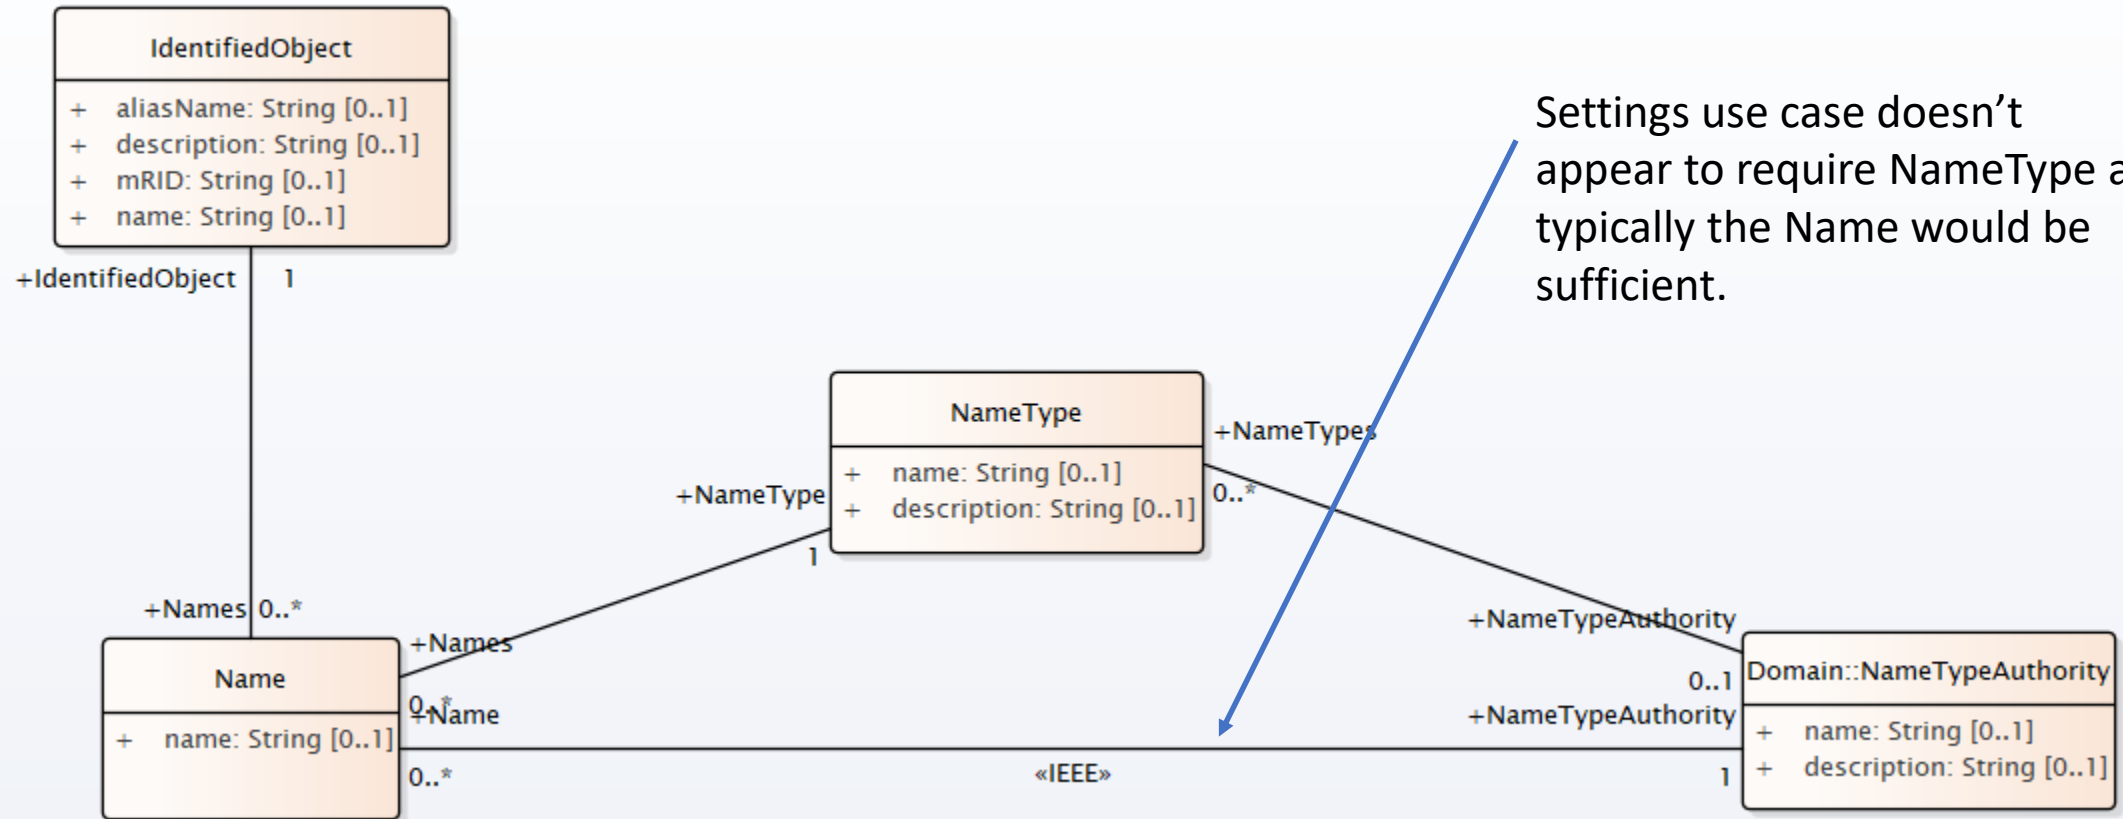 IdentifiedObject
+ aliasName: String [0..1]
+ description: String [0..1]
+ mRID: String [0..1]
+ name: String [0..1]
+IdentifiedObject 1
Settings use case doesn’t
appear to require NameType
typically the Name would be
sufficient.
NameType
+ name: String [0..1]
+ description: String [0..1]
+NameTypes
0..*
+NameType
1
+Names 0..*
+Names
0..*
Name
+ name: String [0..1]
+Name
0..*
«IEEE»
+NameTypeAuthority
0..1
+NameTypeAuthority
1
Domain::NameTypeAuthority
+ name: String [0..1]
+ description: String [0..1]